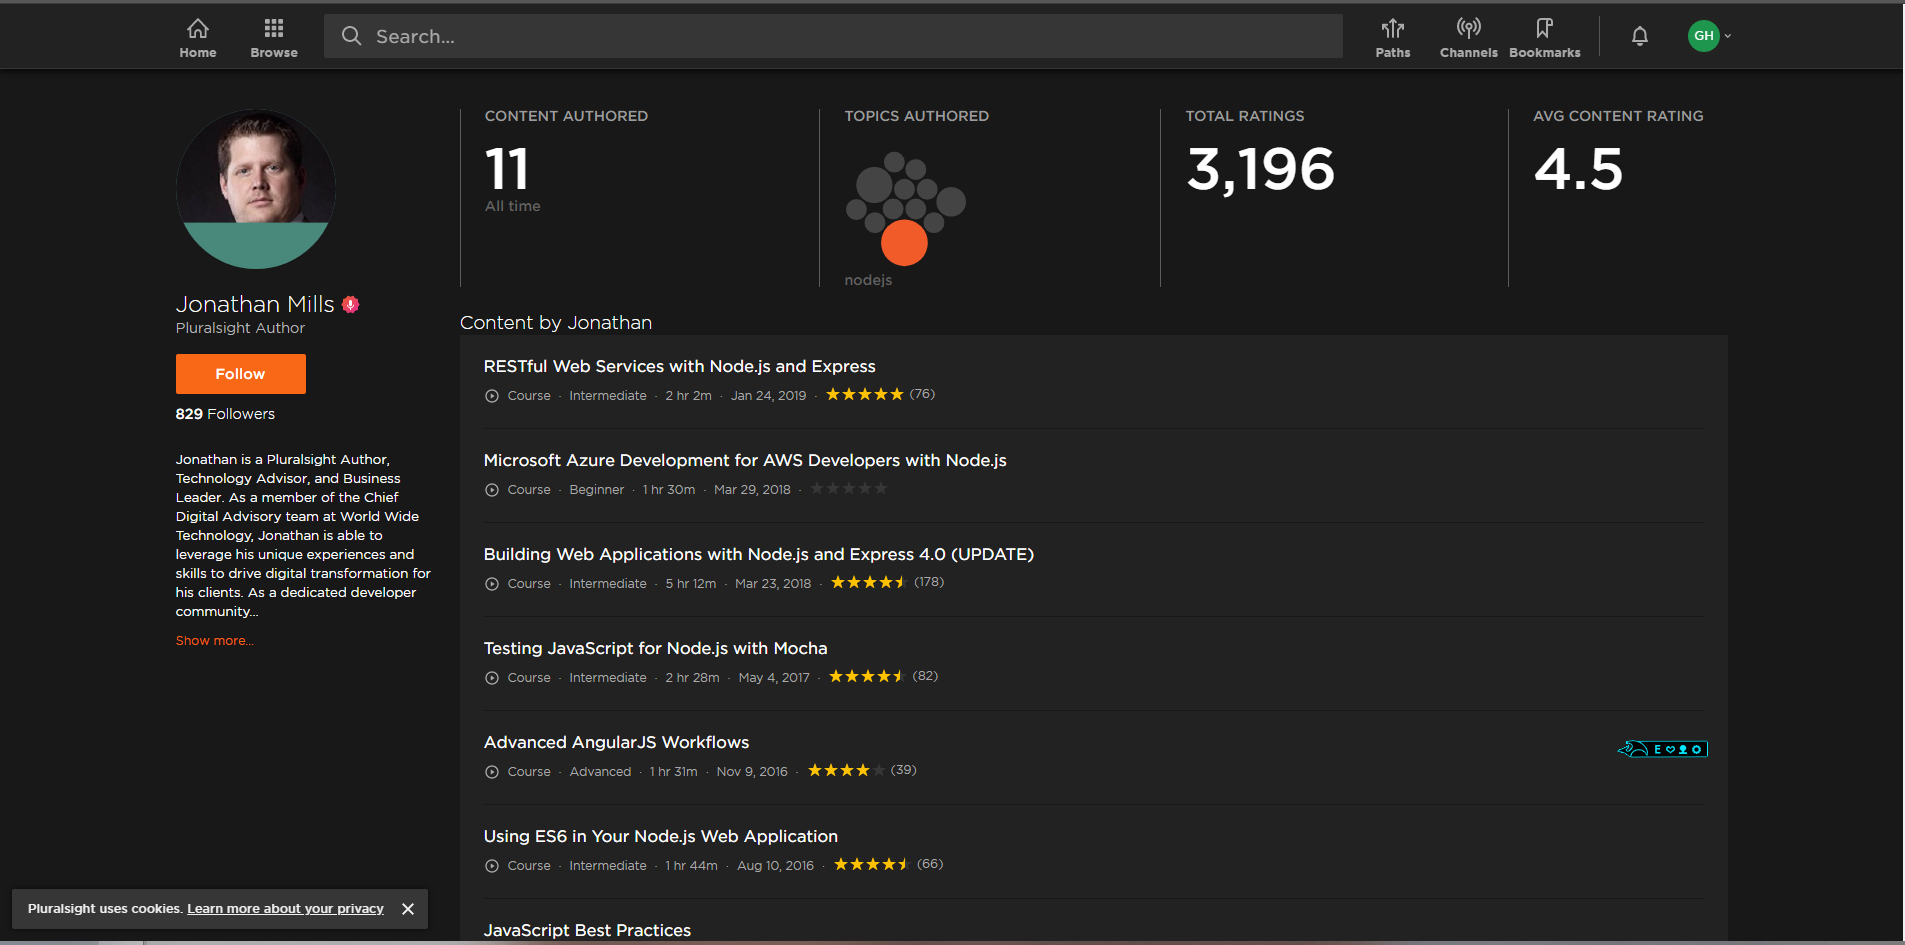 Home
Browse
Search...
Paths
Channels
Bookmarks
GH
CONTENT AUTHORED
11
All time
TOPICS AUTHORED
nodejs
TOTAL RATINGS
3,196
AVG CONTENT RATING
4.5
Jonathan Mills
Pluralsight Author
Follow
829 Followers
Jonathan is a Pluralsight Author,
Technology Advisor, and Business
Leader. As a member of the Chief
Digital Advisory team at World Wide
Technology, Jonathan is able to
leverage his unique experiences and
skills to drive digital transformation for
his clients. As a dedicated developer
community...
Show more...
Content by Jonathan
RESTful Web Services with Node.js and Express
Course · Intermediate · 2 hr 2m · Jan 24, 2019 · (76)
Microsoft Azure Development for AWS Developers with Node.js
Course · Beginner · 1 hr 30m · Mar 29, 2018 ·
Building Web Applications with Node.js and Express 4.0 (UPDATE)
Course · Intermediate · 5 hr 12m · Mar 23, 2018 · (178)
Testing JavaScript for Node.js with Mocha
Course · Intermediate · 2 hr 28m · May 4, 2017 · (82)
Advanced AngularJS Workflows
Course · Advanced · 1 hr 31m · Nov 9, 2016 · (39)
E
Using ES6 in Your Node.js Web Application
Course · Intermediate · 1 hr 44m · Aug 10, 2016 · (66)
JavaScript Best Practices
Pluralsight uses cookies. Learn more about your privacy